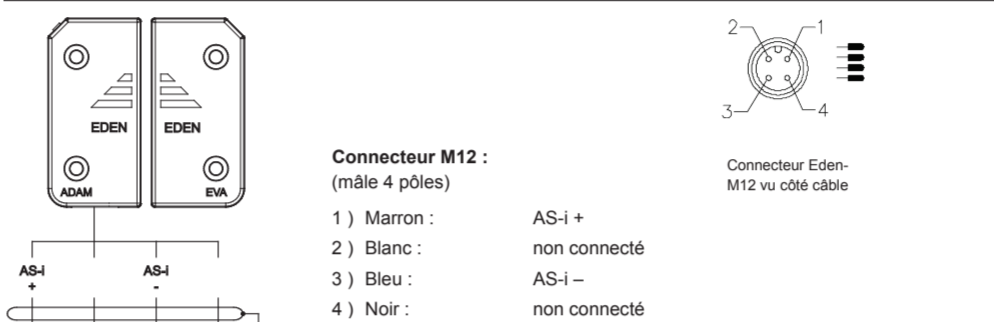 EDEN EDEN
ADAM EVA
AS-i AS-i
+ -
Connecteur M12 :
(mâle 4 pôles)
1 ) Marron : AS-i +
2 ) Blanc : non connecté
3 ) Bleu : AS-i –
4 ) Noir : non connecté
2 1
3 4
Connecteur Eden-
M12 vu côté câble